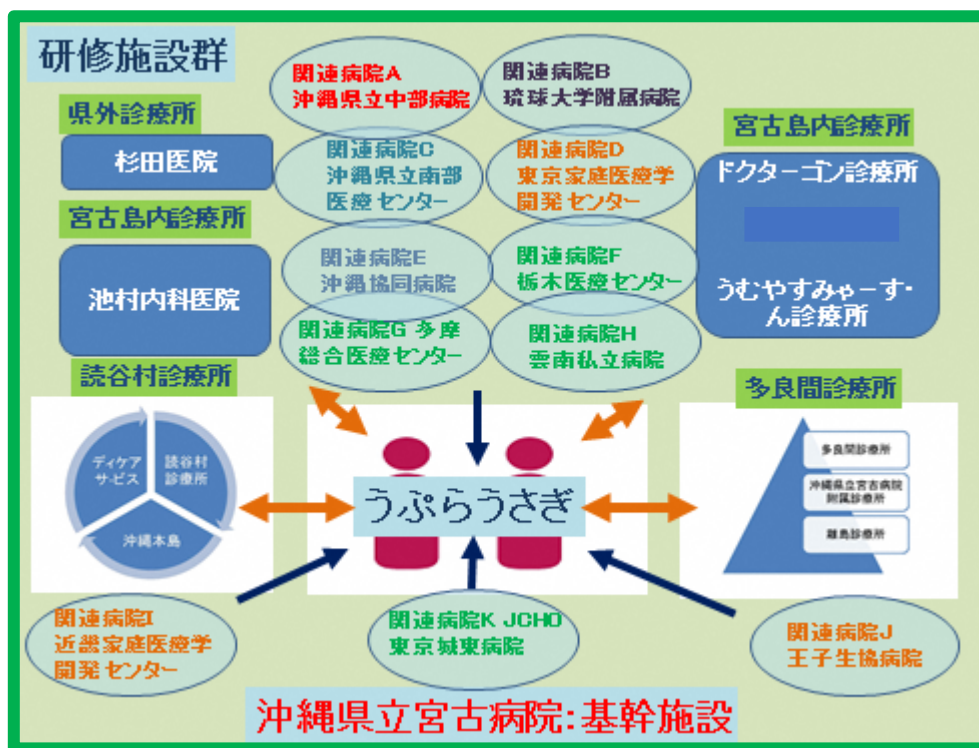 研修施設群
関連病院A
沖縄県立中部病院
関連病院B
琉球大学附属病院
県外診療所
杉田医院
宮古島内診療所
池村内科医院
関連病院C
沖縄県立南部
医療センター
関連病院D
東京家庭医療学
開発センター
宮古島内診療所
ドクターゴン診療所
うむやすみゃーす・
ん診療所
関連病院E
沖縄協同病院
関連病院F
栃木医療センター
関連病院G 多摩
総合医療センター
関連病院H
雲南私立病院
読谷村診療所
ディケア
サービス
読谷村
診療所
沖縄本島
うぷらうさぎ
多良間診療所
多良間診療所
沖縄県立宮古病院
附属診療所
離島診療所
関連病院I
近畿家庭医療学
開発センター
関連病院K JCHO
東京城東病院
関連病院J
王子生協病院
沖縄県立宮古病院:基幹施設